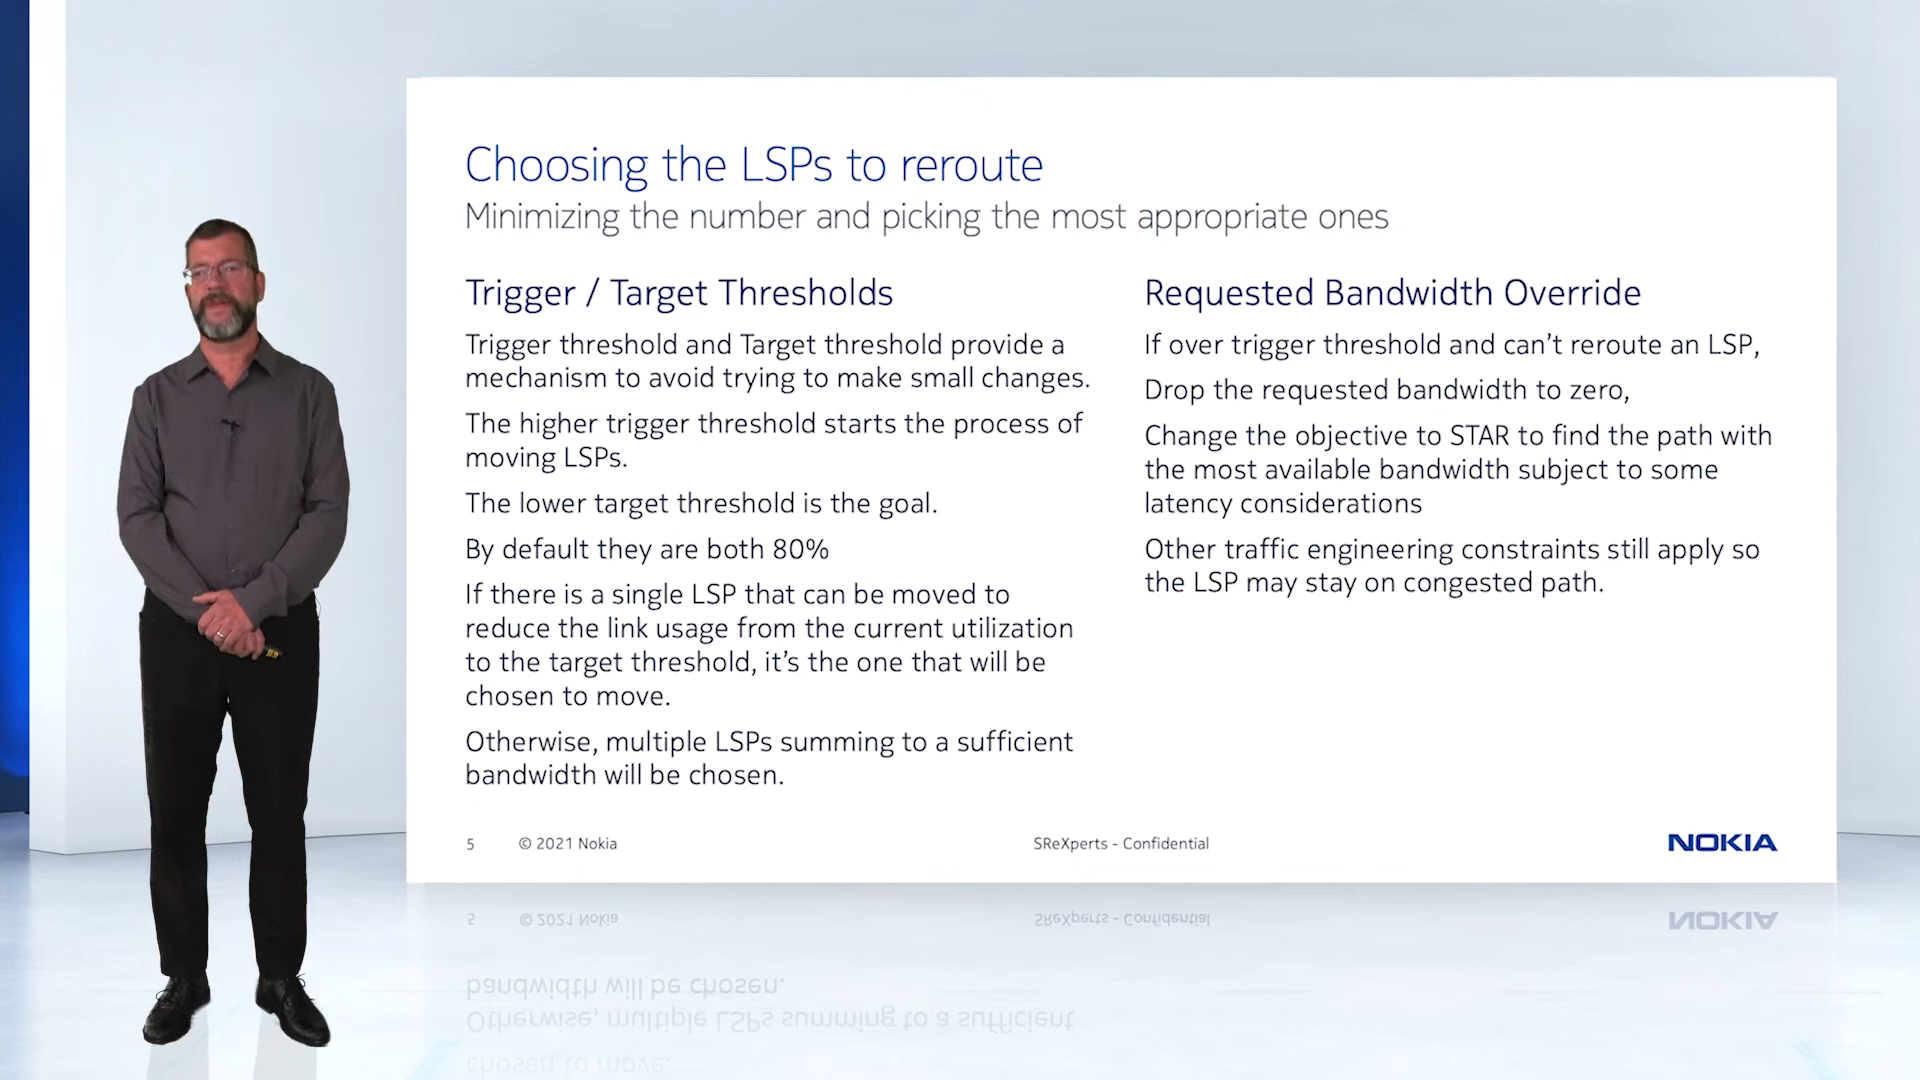 Choosing the LSPs to reroute
Minimizing the number and picking the most appropriate ones
Trigger / Target Thresholds
Trigger threshold and Target threshold provide a
mechanism to avoid trying to make small changes.
The higher trigger threshold starts the process of
moving LSPs.
The lower target threshold is the goal.
By default they are both 80%
If there is a single LSP that can be moved to
reduce the link usage from the current utilization
to the target threshold, it's the one that will be
chosen to move.
Otherwise, multiple LSPs summing to a sufficient
bandwidth will be chosen.
Requested Bandwidth Override
If over trigger threshold and can't reroute an LSP,
Drop the requested bandwidth to zero,
Change the objective to STAR to find the path with
the most available bandwidth subject to some
latency considerations
Other traffic engineering constraints still apply so
the LSP may stay on congested path.
5 © 2021 Nokia SReXperts - Confidential NOKIA